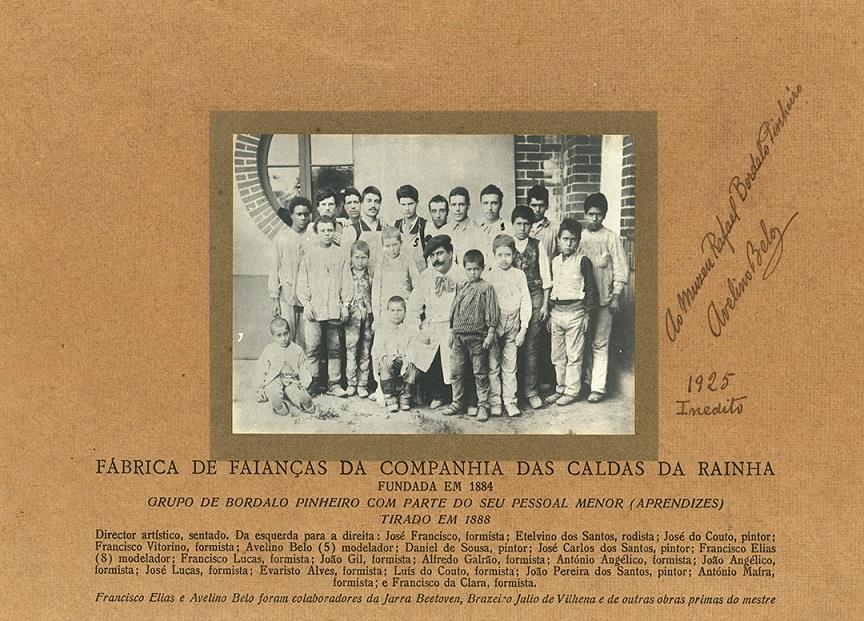 Ao Museu Rafael Bordalo Pinheiro
Avelino Belo
1925
Inedito
FÁBRICA DE FAIANÇAS DA COMPANHIA DAS CALDAS DA RAINHA
FUNDADA EM 1884
GRUPO DE BORDALO PINHEIRO COM PARTE DO SEU PESSOAL MENOR (APRENDIZES)
TIRADO EM 1888
Director artístico, sentado. Da esquerda para a direita: José Francisco, formista; Etelvino dos Santos, rodista; José do Couto, pintor;
Francisco Vitorino, formista; Avelino Belo (5) modelador; Daniel de Sousa, pintor; José Carlos dos Santos, pintor; Francisco Elias
(8) modelador; Francisco Lucas, formista; João Gil, formista; Alfredo Galrão, formista; António Angélico, formista; João Angélico,
formista; José Lucas, formista; Evaristo Alves, formista; Luís do Couto, formista; João Pereira dos Santos, pintor; António Mafra,
formista; e Francisco da Clara, formista.
Francisco Elias e Avelino Belo foram colaboradores da Jarra Beetoven, Brazeiro Julio de Vilhena e de outras obras primas do mestre